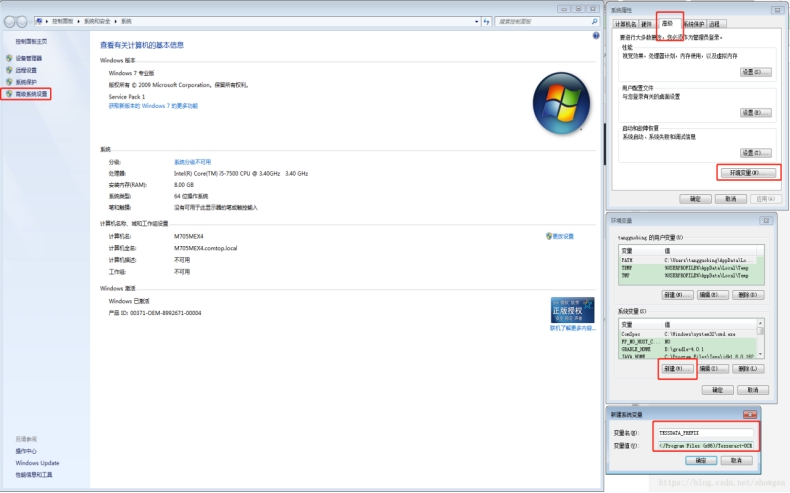 控制面板 ▸ 系统和安全 ▸ 系统
搜索控制面板
控制面板主页
设备管理器
远程设置
系统保护
高级系统设置
查看有关计算机的基本信息
Windows 版本
Windows 7 专业版
版权所有 © 2009 Microsoft Corporation。保留所有权利。
Service Pack 1
获取新版本的 Windows 7 的更多功能
系统
分级: 系统分级不可用
处理器: Intel(R) Core(TM) i5-7500 CPU @ 3.40GHz 3.40 GHz
安装内存(RAM): 8.00 GB
系统类型: 64 位操作系统
笔和触摸: 没有可用于此显示器的笔或触控输入
计算机名称、域和工作组设置
计算机名: M705MEX4
更改设置
计算机全名: M705MEX4.comtop.local
计算机描述: 不可用
工作组: 不可用
Windows 激活
Windows 已激活
产品 ID: 00371-OEM-8992671-00004
正版授权
联机了解更多内容...
另请参阅
操作中心
Windows Update
性能信息和工具
系统属性
计算机名 硬件 高级 系统保护 远程
要进行大多数更改，您必须作为管理员登录。
性能
视觉效果，处理器计划，内存使用，以及虚拟内存
设置(S)...
用户配置文件
与您登录有关的桌面设置
设置(E)...
启动和故障恢复
系统启动、系统失败和调试信息
设置(T)...
环境变量(N)...
确定 取消 应用(A)
环境变量
的用户变量(U)
变量 值
PATH
TEMP %USERPROFILE%\AppData\Local\Temp
TMP %USERPROFILE%\AppData\Local\Temp
新建(N)... 编辑(E)... 删除(D)
系统变量(S)
变量 值
ComSpec C:\Windows\system32\cmd.exe
FP_NO_HOST_C... NO
GRADLE_HOME D:\gradle-4.0.1
JAVA_HOME
新建(W)... 编辑(I)... 删除(L)
确定 取消
新建系统变量
变量名(N): TESSDATA_PREFIX
变量值(V): :/Program Files (x86)/Tesseract-OCR
确定 取消